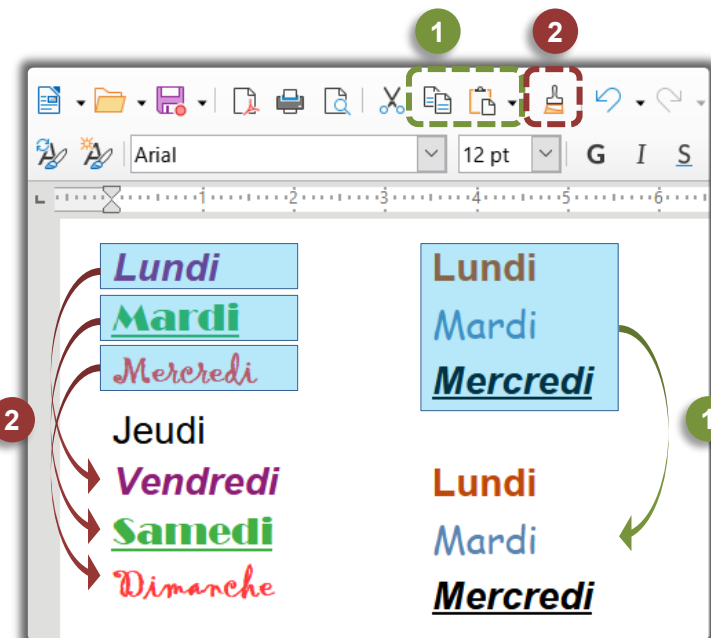 1
2
Arial
12 pt
G I S
1 2 3 4 5 6
Lundi
Mardi
Mercredi
Jeudi
Vendredi
Samedi
Dimanche
Lundi
Mardi
Mercredi
Lundi
Mardi
Mercredi
2
1